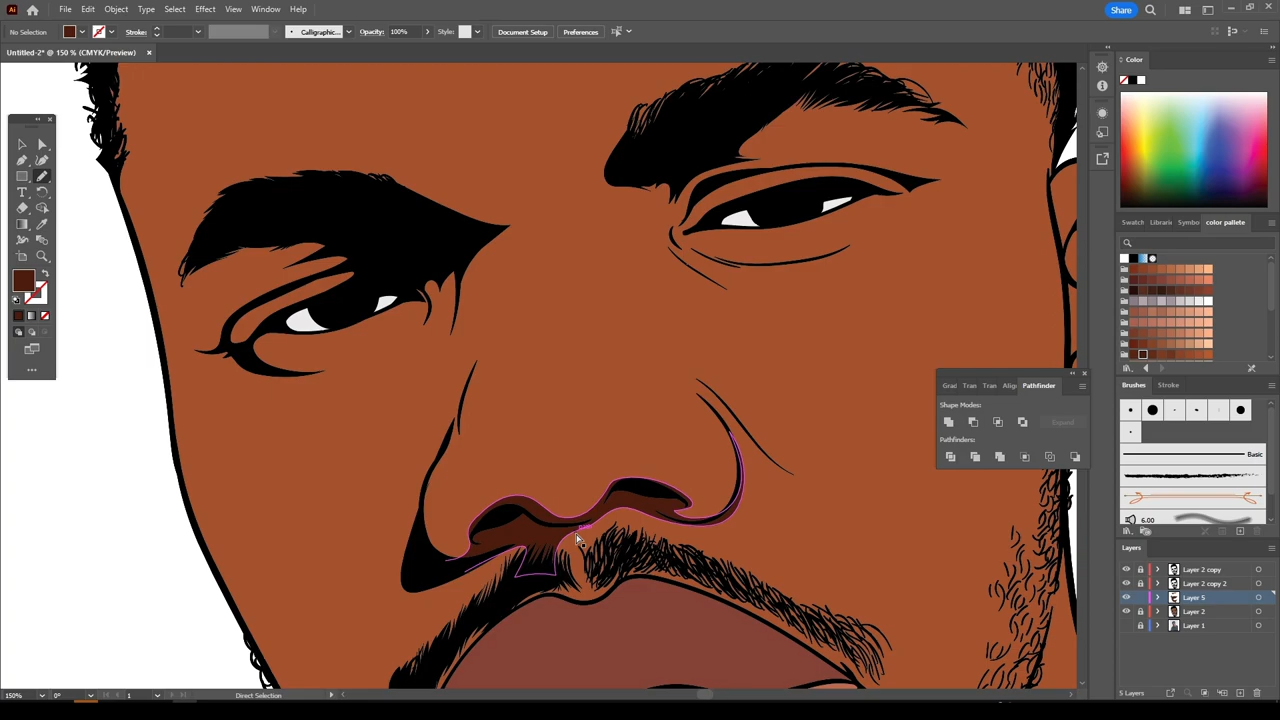 Ai File Edit Object Type Select Effect View Window Help Share
No Selection Stroke: Calligraphic... Opacity: 100% Style: Document Setup Preferences
Untitled-2* @ 150 % (CMYK/Preview) ×
Color
Swatch Librari Symbo color pallete
Grad Tran Tran Align Pathfinder
Shape Modes:
Expand
Pathfinders:
Brushes Stroke
Basic
6.00
Layers
Layer 2 copy
Layer 2 copy 2
Layer 5
Layer 2
Layer 1
5 Layers
150% 0° 1 Direct Selection